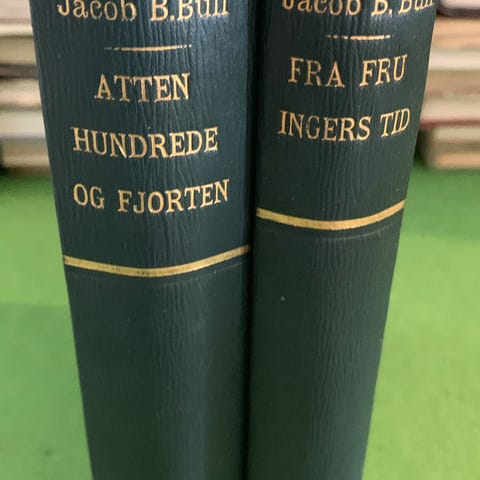 Jacob B.Bull
ATTEN
HUNDREDE
OG FJORTEN
Jacob B. Bull
FRA FRU
INGERS TID